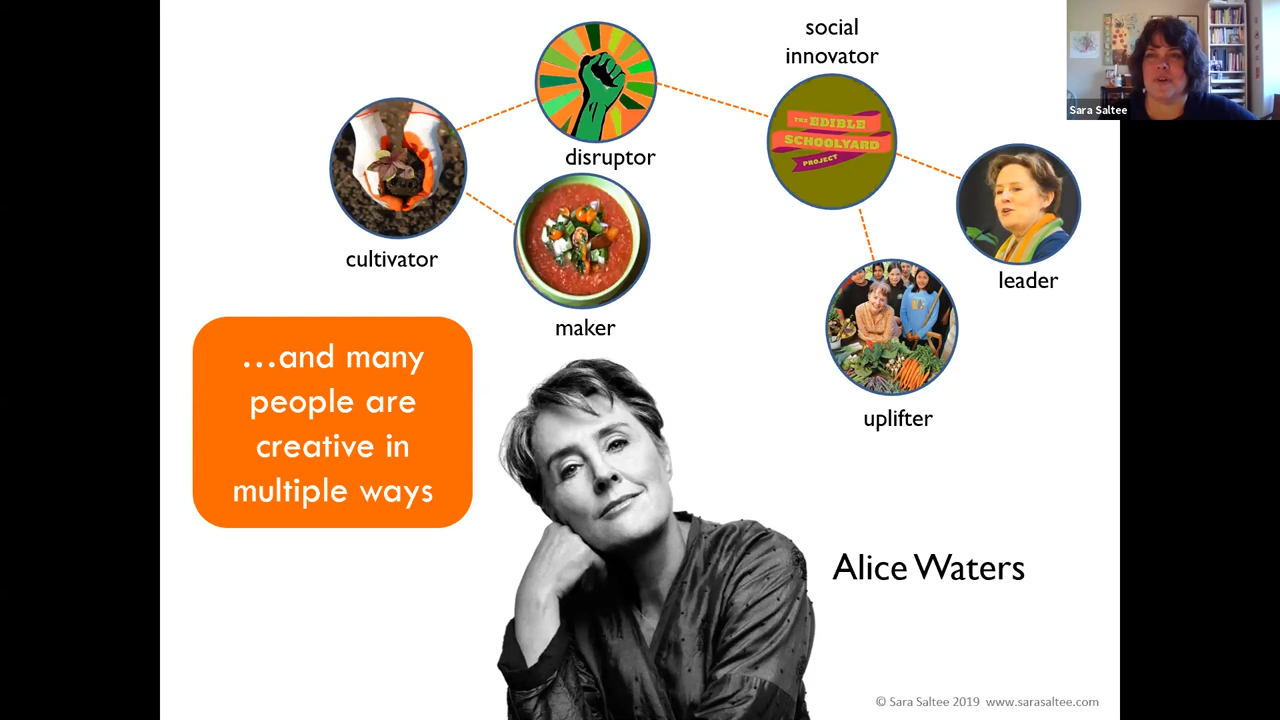 social
innovator
Sara Saltee
THE EDIBLE
SCHOOLYARD
PROJECT
disruptor
cultivator
leader
maker
uplifter
…and many
people are
creative in
multiple ways
Alice Waters
© Sara Saltee 2019 www.sarasaltee.com